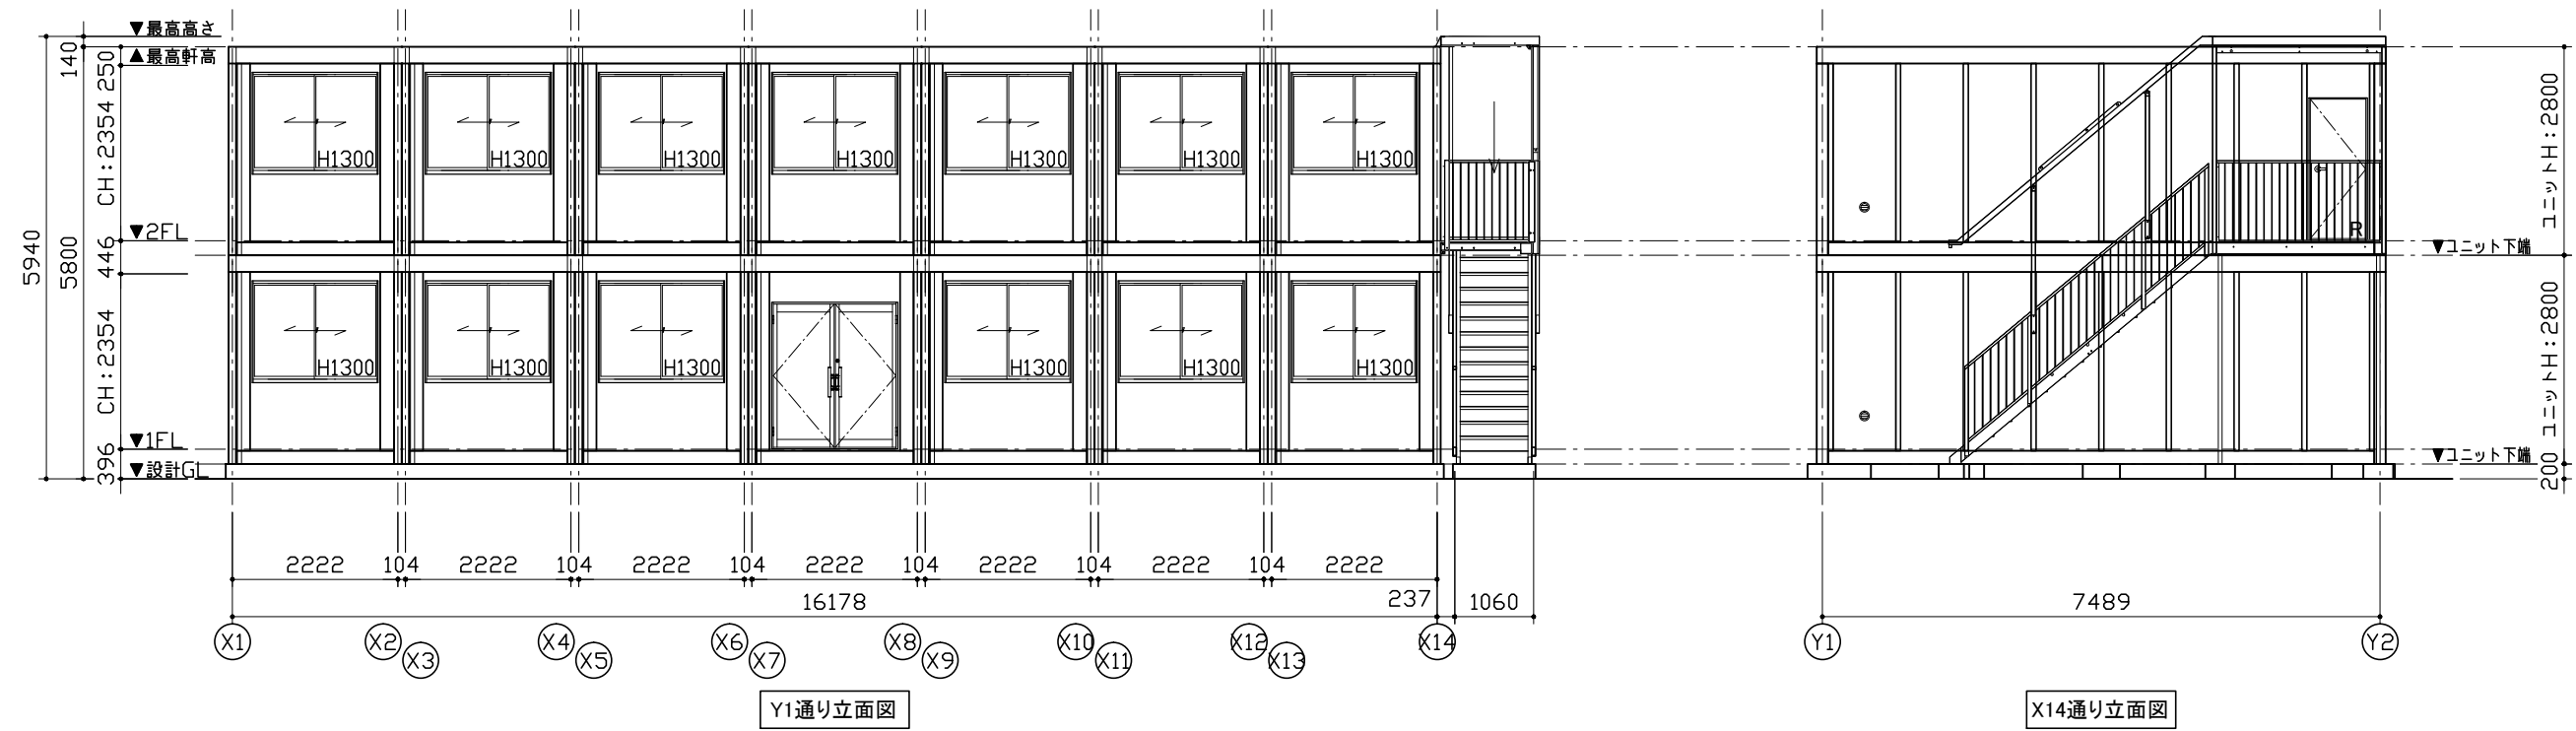 ▼最高高さ
▲最高軒高
140
250
CH:2354
5940
5800
▼2FL
446
CH:2354
▼1FL
396
▼設計GL
H1300 H1300 H1300 H1300 H1300 H1300 H1300
H1300 H1300 H1300 H1300 H1300 H1300
R
ユニットH:2800
▼ユニット下端
ユニットH:2800
▼ユニット下端
200
2222 104 2222 104 2222 104 2222 104 2222 104 2222 104 2222
16178 237 1060
7489
X1 X2 X3 X4 X5 X6 X7 X8 X9 X10 X11 X12 X13 X14
Y1 Y2
Y1通り立面図
X14通り立面図